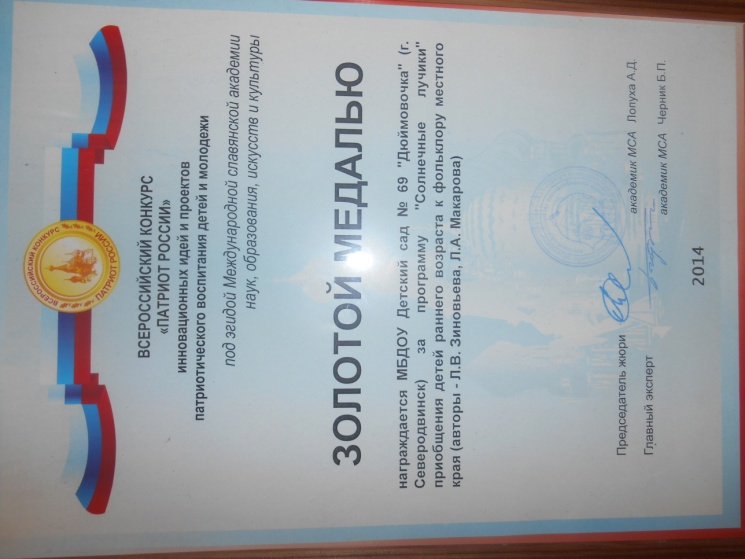 ВСЕРОССИЙСКИЙ КОНКУРС
ПАТРИОТ РОССИИ
ВСЕРОССИЙСКИЙ КОНКУРС
«ПАТРИОТ РОССИИ»
инновационных идей и проектов
патриотического воспитания детей и молодежи
под эгидой Международной славянской академии
наук, образования, искусств и культуры
ЗОЛОТОЙ МЕДАЛЬЮ
награждается МБДОУ Детский сад № 69 "Дюймовочка" (г.
Северодвинск) за программу "Солнечные лучики"
приобщения детей раннего возраста к фольклору местного
края (авторы - Л.В. Зиновьева, Л.А. Макарова)
Председатель жюри академик МСА Лопуха А.Д.
Главный эксперт академик МСА Черник Б.П.
2014